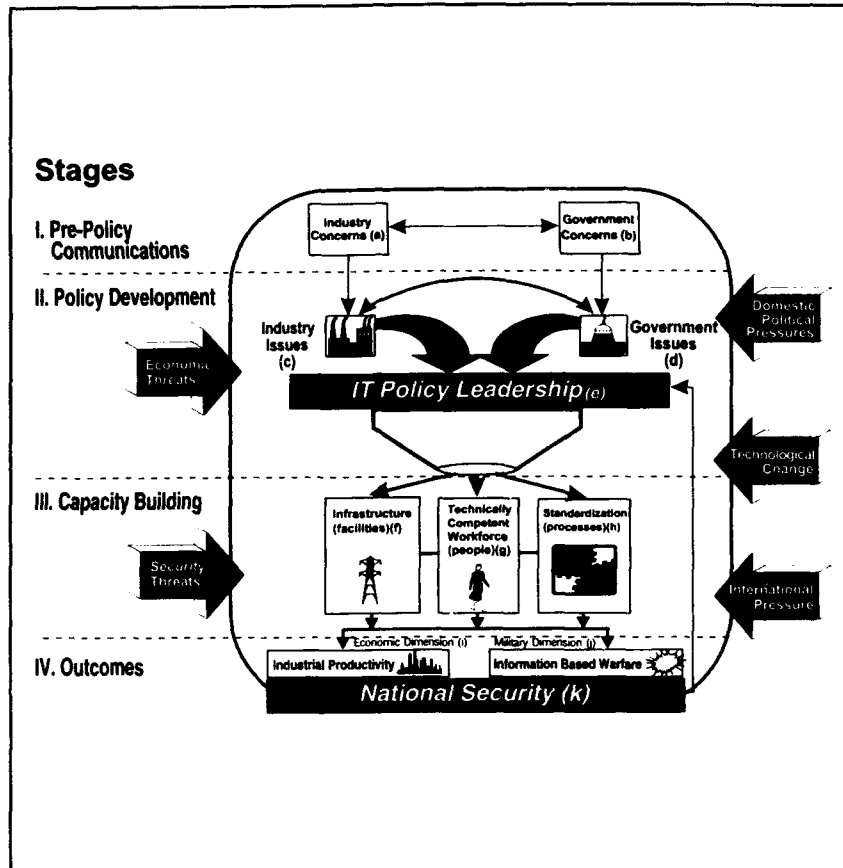 Stages
I. Pre-Policy
Communications
Industry
Concerns (a)
Government
Concerns (b)
II. Policy Development
Industry
Issues
(c)
Government
Issues
(d)
Economic
Threats
Domestic
Political
Pressures
IT Policy Leadership (e)
Technological
Change
III. Capacity Building
Infrastructure
(facilities)(f)
Technically
Competent
Workforce
(people)(g)
Standardization
(processes)(h)
Security
Threats
International
Pressure
IV. Outcomes
Economic Dimension (i)
Military Dimension (j)
Industrial Productivity
Information Based Warfare
National Security (k)